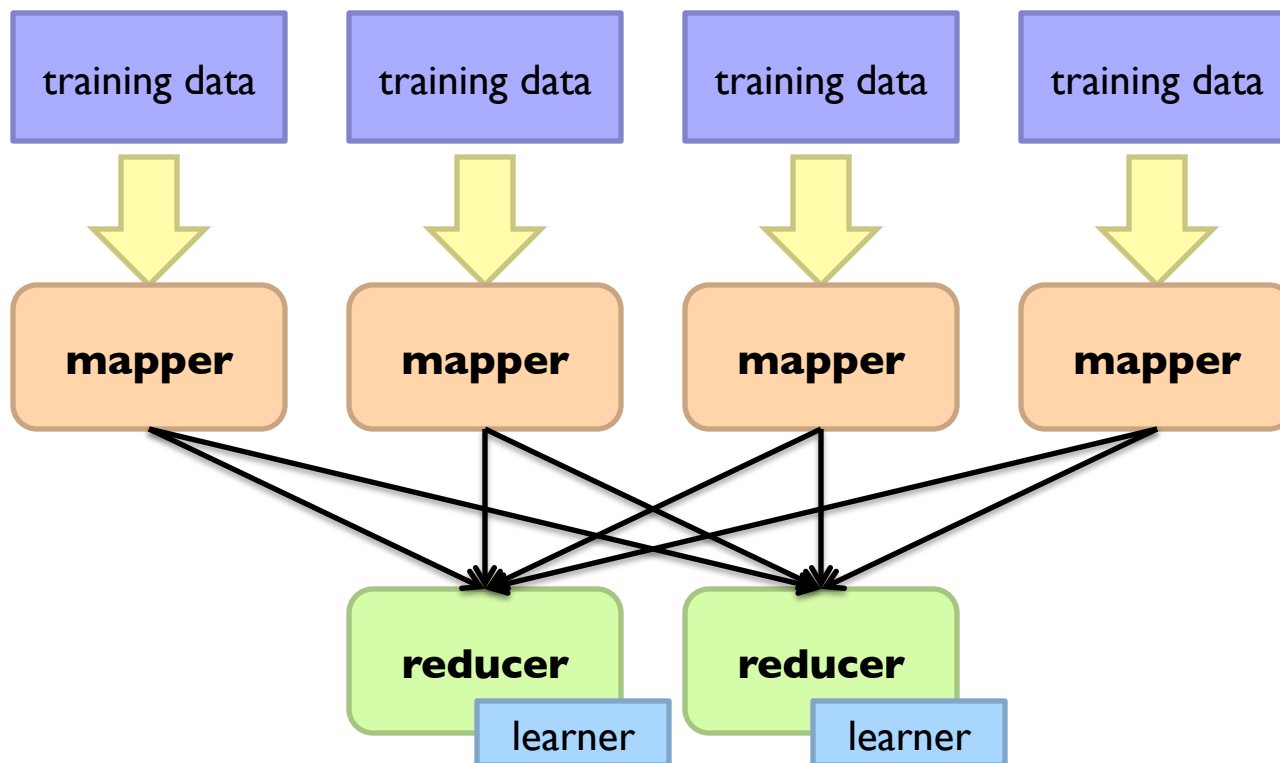 training data
training data
training data
training data
mapper
mapper
mapper
mapper
reducer
reducer
learner
learner